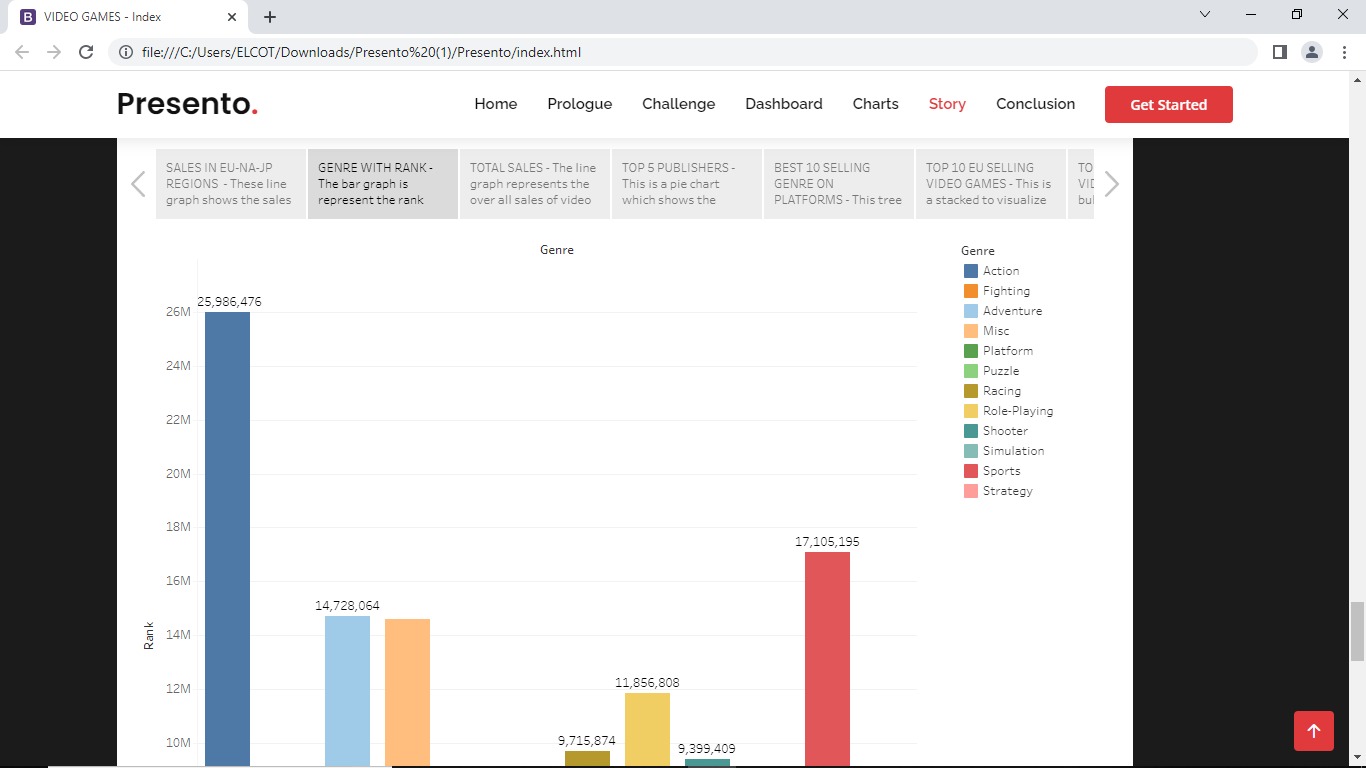 VIDEO GAMES - Index
file:///C:/Users/ELCOT/Downloads/Presento%20(1)/Presento/index.html
Presento.
Home
Prologue
Challenge
Dashboard
Charts
Story
Conclusion
Get Started
SALES IN EU-NA-JP
REGIONS - These line
graph shows the sales
GENRE WITH RANK -
The bar graph is
represent the rank
TOTAL SALES - The line
graph represents the
over all sales of video
TOP 5 PUBLISHERS -
This is a pie chart
which shows the
BEST 10 SELLING
GENRE ON
PLATFORMS - This tree
TOP 10 EU SELLING
VIDEO GAMES - This is
a stacked to visualize
Genre
Genre
Action
Fighting
Adventure
Misc
Platform
Puzzle
Racing
Role-Playing
Shooter
Simulation
Sports
Strategy
25,986,476
26M
24M
22M
20M
18M
17,105,195
16M
14,728,064
14M
Rank
12M
11,856,808
10M
9,715,874
9,399,409